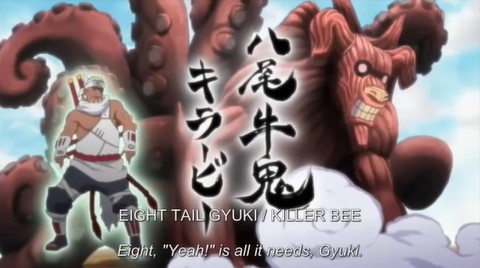 八尾牛鬼
キラービー
EIGHT TAIL GYUKI / KILLER BEE
Eight, "Yeah!" is all it needs, Gyuki.